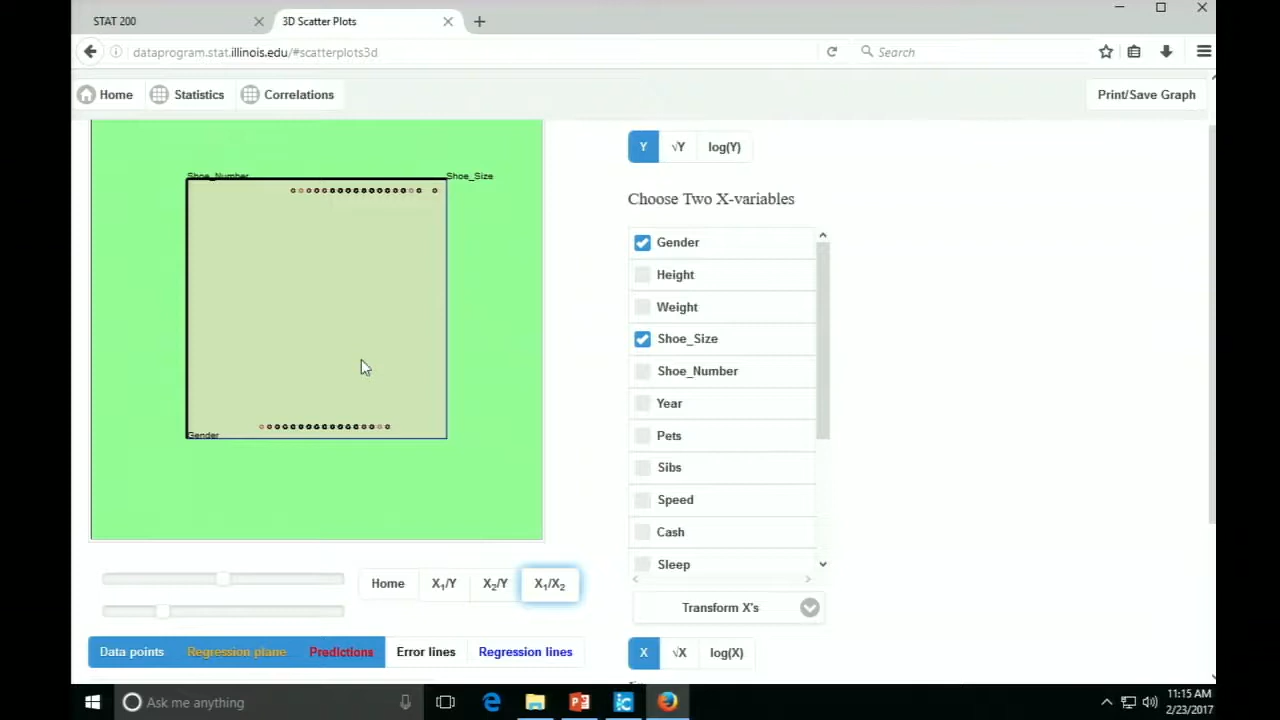 STAT 200
3D Scatter Plots
dataprogram.stat.illinois.edu/#scatterplots3d
Search
Home
Statistics
Correlations
Print/Save Graph
Y
√Y
log(Y)
Shoe_Number
Shoe_Size
Gender
Choose Two X-variables
Gender
Height
Weight
Shoe_Size
Shoe_Number
Year
Pets
Sibs
Speed
Cash
Sleep
Home
X₁/Y
X₂/Y
X₁/X₂
Transform X's
Data points
Regression plane
Predictions
Error lines
Regression lines
X
√X
log(X)
Ask me anything
11:15 AM
2/23/2017